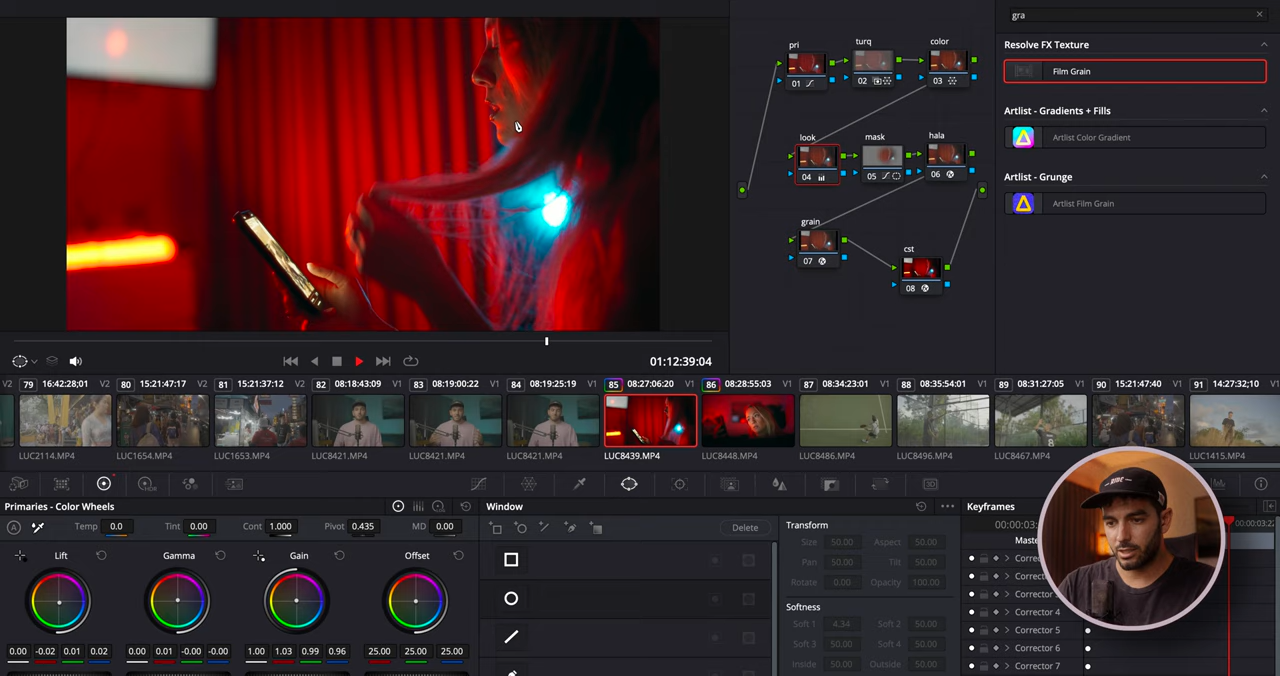 gra
Resolve FX Texture
Film Grain
Artlist - Gradients + Fills
Artlist Color Gradient
Artlist - Grunge
Artlist Film Grain
pri
turq
color
01
02
03
look
mask
hala
04
05
06
grain
cst
07
08
01:12:39:04
V2 79 16:42:28;01 V2 80 15:21:47:17 V2 81 15:21:37;12 V2 82 08:18:43:09 V1 83 08:19:00:22 V1 84 08:19:25:19 V1 85 08:27:06:20 V1 86 08:28:55:03 V1 87 08:34:23:01 V1 88 08:35:54:01 V1 89 08:31:27:05 V1 90 15:21:47:40 V1 91 14:27:32;10 V1
LUC2114.MP4 LUC1654.MP4 LUC1653.MP4 LUC8421.MP4 LUC8421.MP4 LUC8421.MP4 LUC8439.MP4 LUC8448.MP4 LUC8486.MP4 LUC8496.MP4 LUC8467.MP4 LUC1415.MP4
HDR
3D
Primaries - Color Wheels
Window
Keyframes
A Temp 0.0 Tint 0.00 Cont 1.000 Pivot 0.435 MD 0.00
Delete
Transform
00:00:03:22
Lift Gamma Gain Offset
Size 50.00 Aspect 50.00
Pan 50.00 Tilt 50.00
Rotate 0.00 Opacity 100.00
Softness
Soft 1 4.34 Soft 2 50.00
Soft 3 50.00 Soft 4 50.00
Inside 50.00 Outside 50.00
Corrector 4
Corrector 5
Corrector 6
Corrector 7
0.00 -0.02 0.01 0.02 0.00 0.01 -0.00 -0.00 1.00 1.03 0.99 0.96 25.00 25.00 25.00